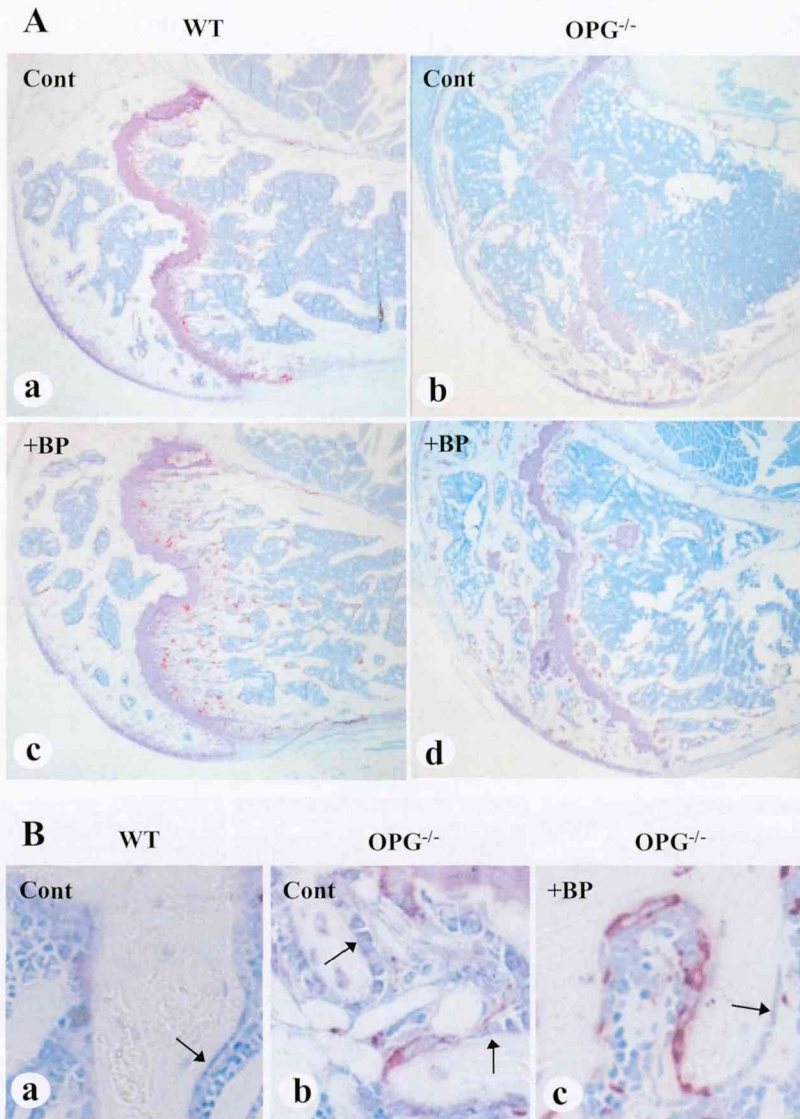 A
WT
OPG-/-
Cont
Cont
a
b
+BP
+BP
c
d
B
WT
OPG-/-
OPG-/-
Cont
Cont
+BP
a
b
c